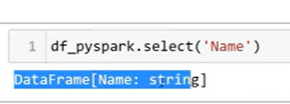 1 df_pyspark.select('Name')
DataFrame[Name: string]